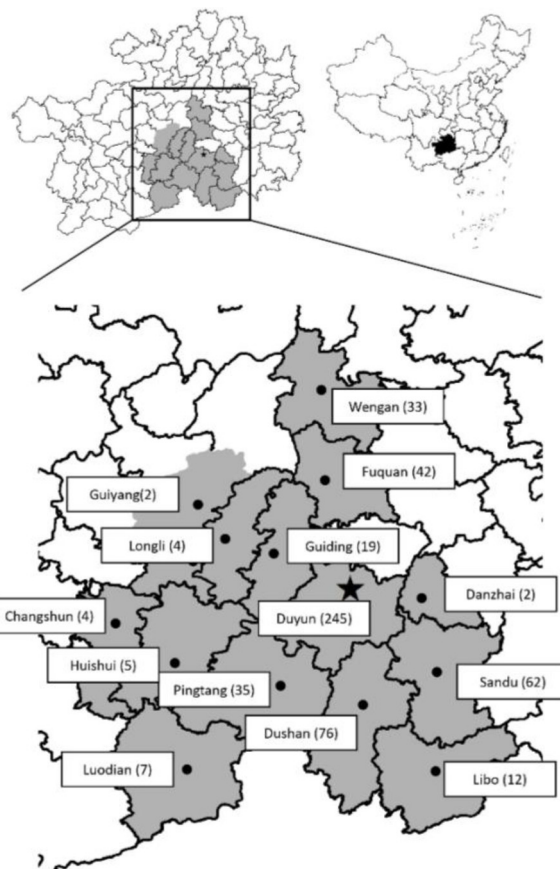 Wengan (33)
Fuquan (42)
Guiyang(2)
Longli (4)
Guiding (19)
Danzhai (2)
Changshun (4)
Duyun (245)
Huishui (5)
Pingtang (35)
Sandu (62)
Dushan (76)
Luodian (7)
Libo (12)